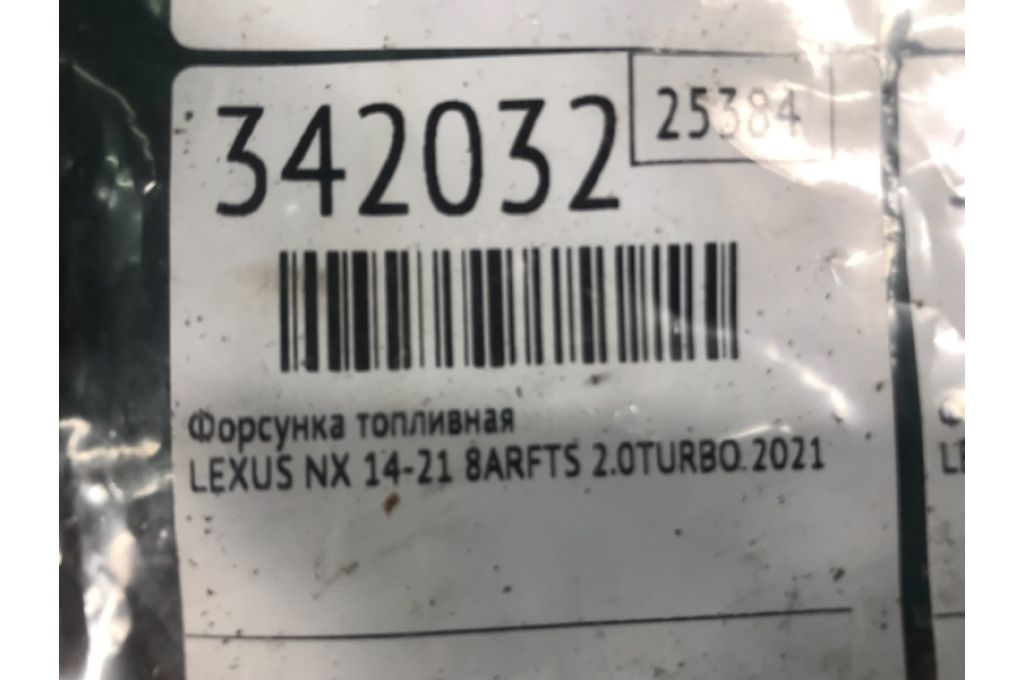 342032
25384
Форсунка топливная
LEXUS NX 14-21 8ARFTS 2.0TURBO 2021